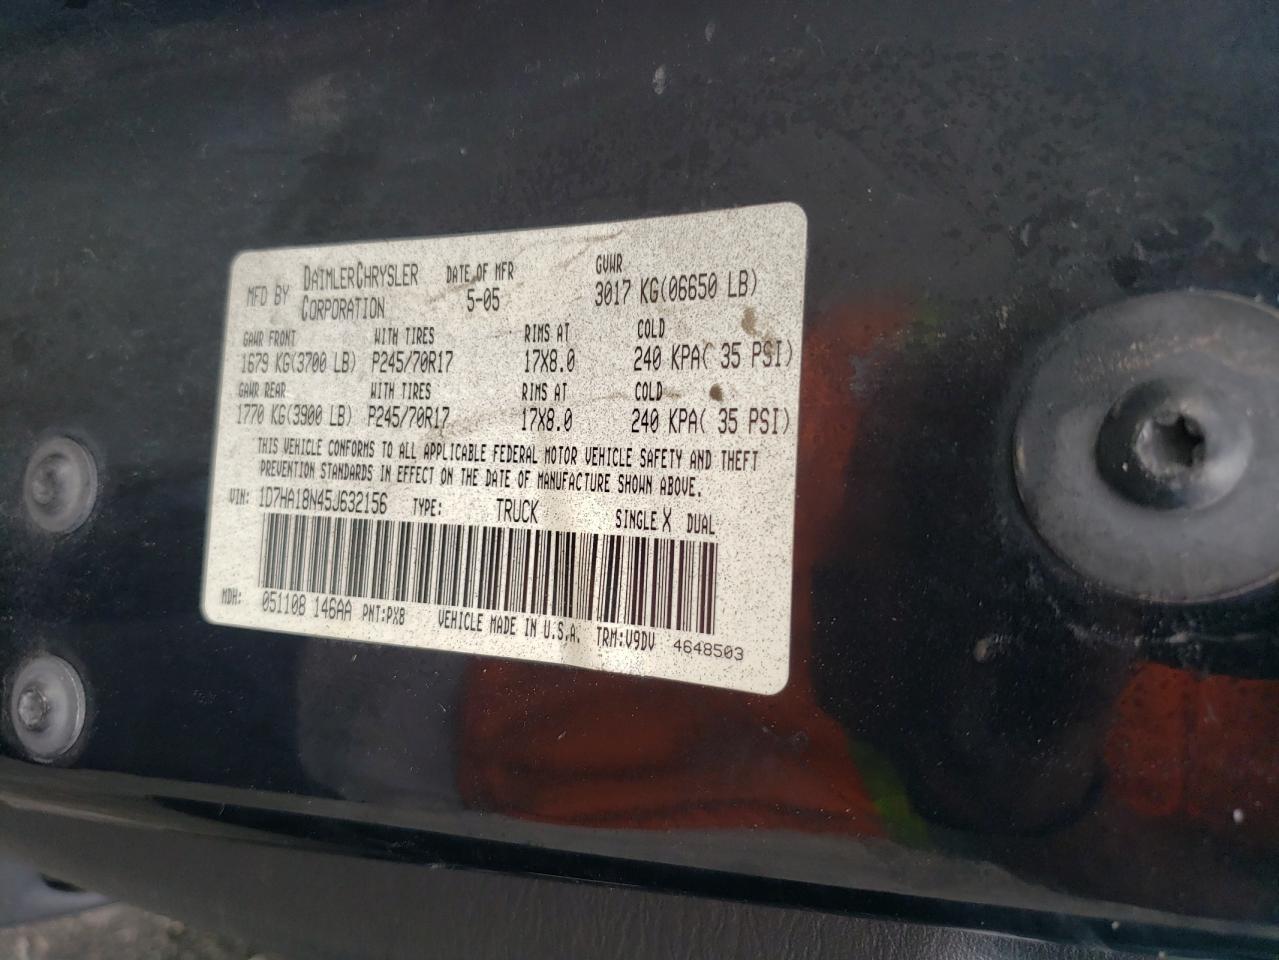 MFD BY DAIMLERCHRYSLER CORPORATION DATE OF MFR 5-05 GVWR 3017 KG(06650 LB)
GAWR FRONT WITH TIRES RIMS AT COLD
1679 KG(3700 LB) P245/70R17 17X8.0 240 KPA( 35 PSI)
GAWR REAR WITH TIRES RIMS AT COLD
1770 KG(3900 LB) P245/70R17 17X8.0 240 KPA( 35 PSI)
THIS VEHICLE CONFORMS TO ALL APPLICABLE FEDERAL MOTOR VEHICLE SAFETY AND THEFT
PREVENTION STANDARDS IN EFFECT ON THE DATE OF MANUFACTURE SHOWN ABOVE.
VIN: 1D7HA18N45J632156 TYPE: TRUCK SINGLE X DUAL
MDH: 051108 146AA PNT:PX8 VEHICLE MADE IN U.S.A. TRM:V9DV 4648503